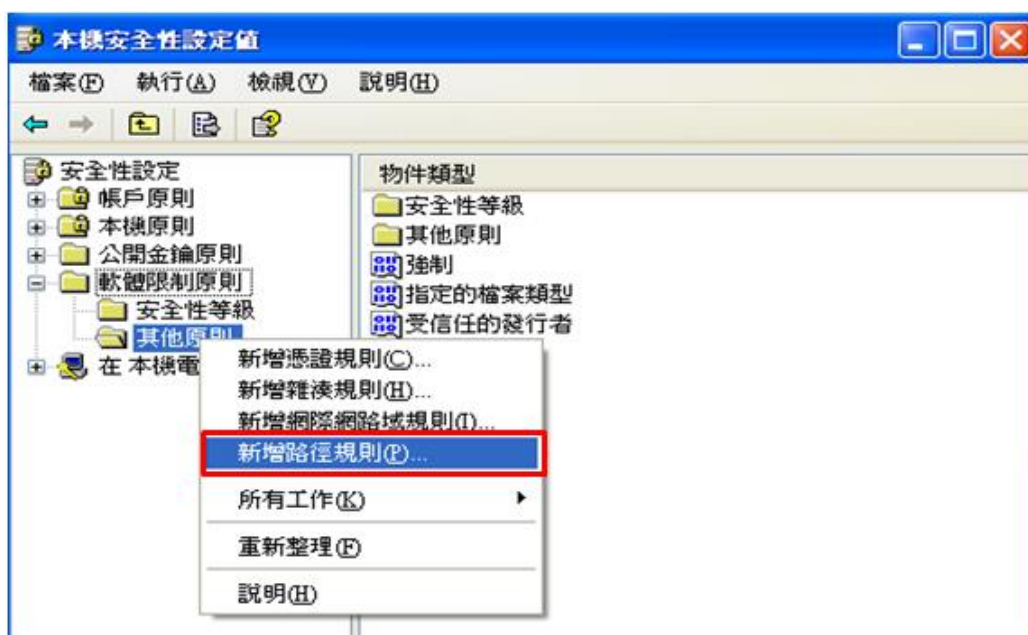 本機安全性設定值
檔案(F) 執行(A) 檢視(V) 說明(H)
安全性設定
帳戶原則
本機原則
公開金鑰原則
軟體限制原則
安全性等級
其他原則
在 本機電
物件類型
安全性等級
其他原則
強制
指定的檔案類型
受信任的發行者
新增憑證規則(C)...
新增雜湊規則(H)...
新增網際網路域規則(I)...
新增路徑規則(P)...
所有工作(K)
重新整理(F)
說明(H)